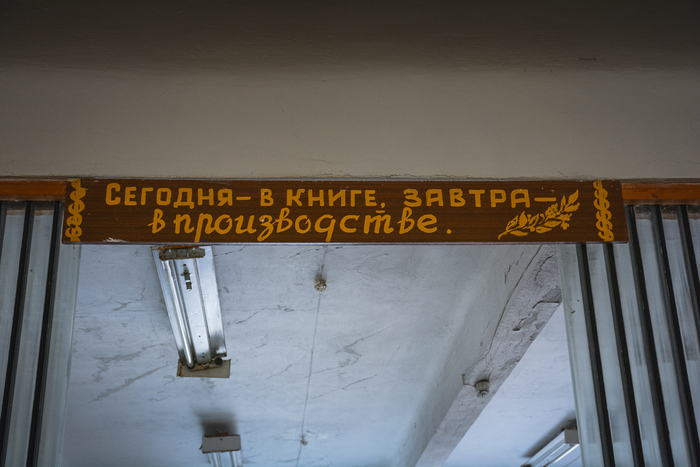 СЕГОДНЯ – В КНИГЕ, ЗАВТРА –
в производстве.